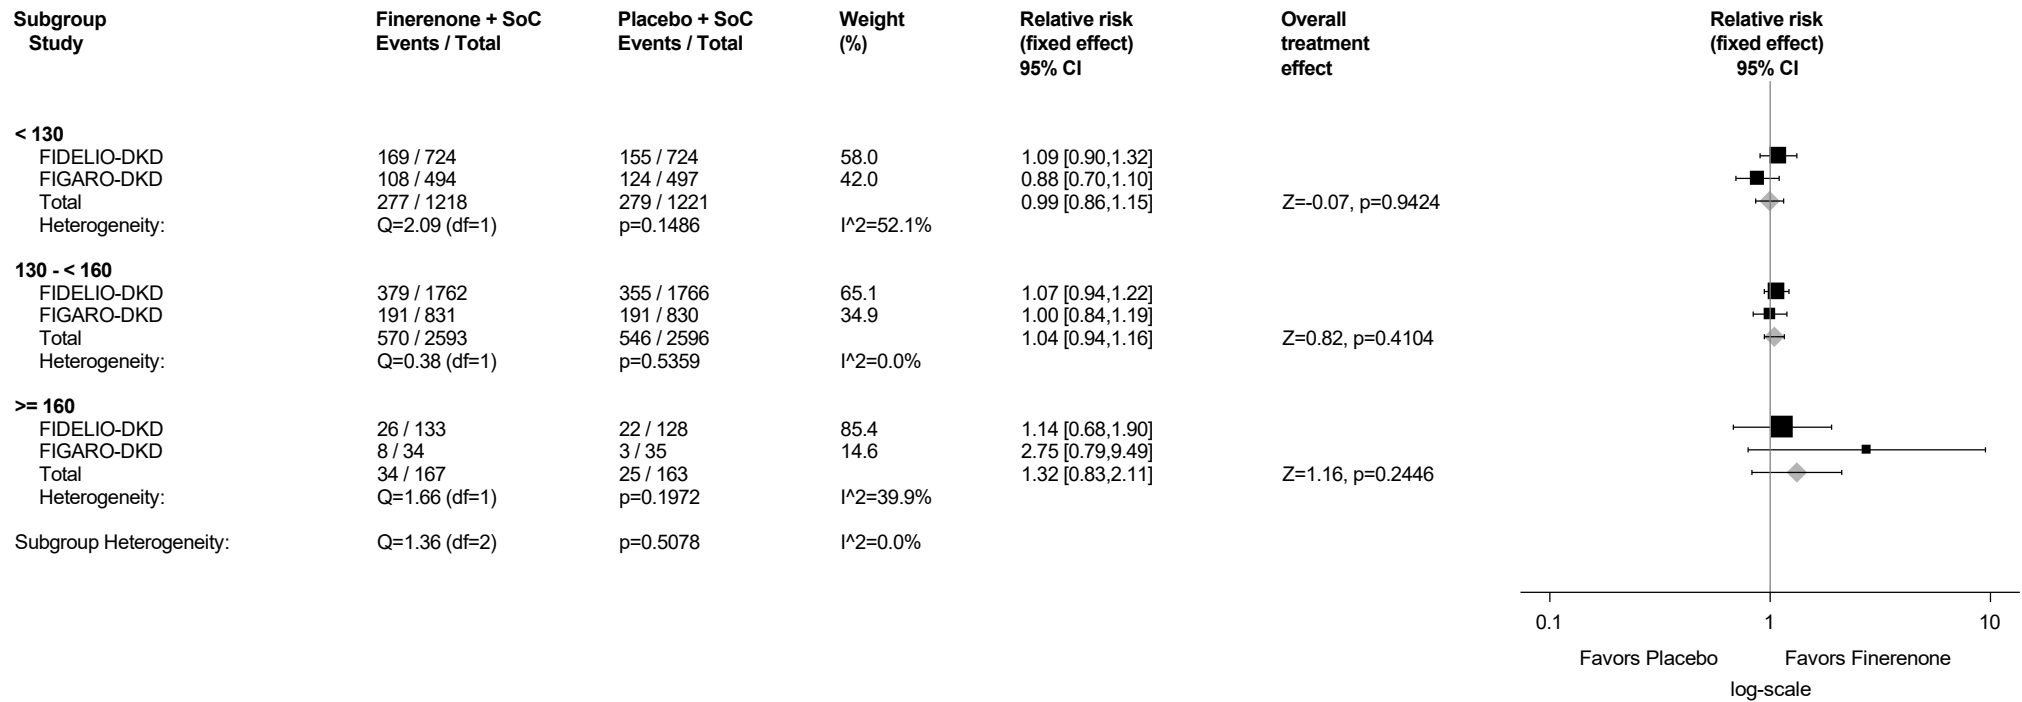 Subgroup Finerenone + SoC Placebo + SoC Weight Relative risk Overall Relative risk
Study Events / Total Events / Total (%) (fixed effect) treatment (fixed effect)
95% CI effect 95% CI
< 130
FIDELIO-DKD 169 / 724 155 / 724 58.0 1.09 [0.90,1.32]
FIGARO-DKD 108 / 494 124 / 497 42.0 0.88 [0.70,1.10]
Total 277 / 1218 279 / 1221 0.99 [0.86,1.15] Z=-0.07, p=0.9424
Heterogeneity: Q=2.09 (df=1) p=0.1486 I^2=52.1%
130 - < 160
FIDELIO-DKD 379 / 1762 355 / 1766 65.1 1.07 [0.94,1.22]
FIGARO-DKD 191 / 831 191 / 830 34.9 1.00 [0.84,1.19]
Total 570 / 2593 546 / 2596 1.04 [0.94,1.16] Z=0.82, p=0.4104
Heterogeneity: Q=0.38 (df=1) p=0.5359 I^2=0.0%
>= 160
FIDELIO-DKD 26 / 133 22 / 128 85.4 1.14 [0.68,1.90]
FIGARO-DKD 8 / 34 3 / 35 14.6 2.75 [0.79,9.49]
Total 34 / 167 25 / 163 1.32 [0.83,2.11] Z=1.16, p=0.2446
Heterogeneity: Q=1.66 (df=1) p=0.1972 I^2=39.9%
Subgroup Heterogeneity: Q=1.36 (df=2) p=0.5078 I^2=0.0%
0.1 1 10
Favors Placebo Favors Finerenone
log-scale